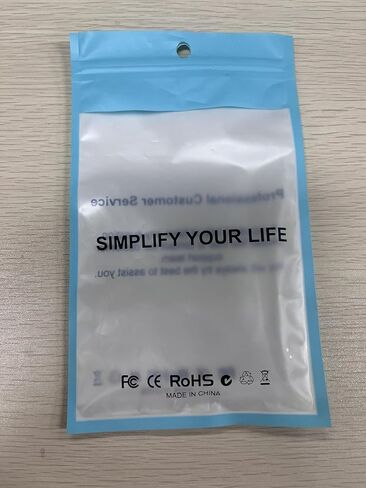 Professional Customer Service
SIMPLIFY YOUR LIFE
support team
will always try the best to assist you.
FC CE RoHS
MADE IN CHINA